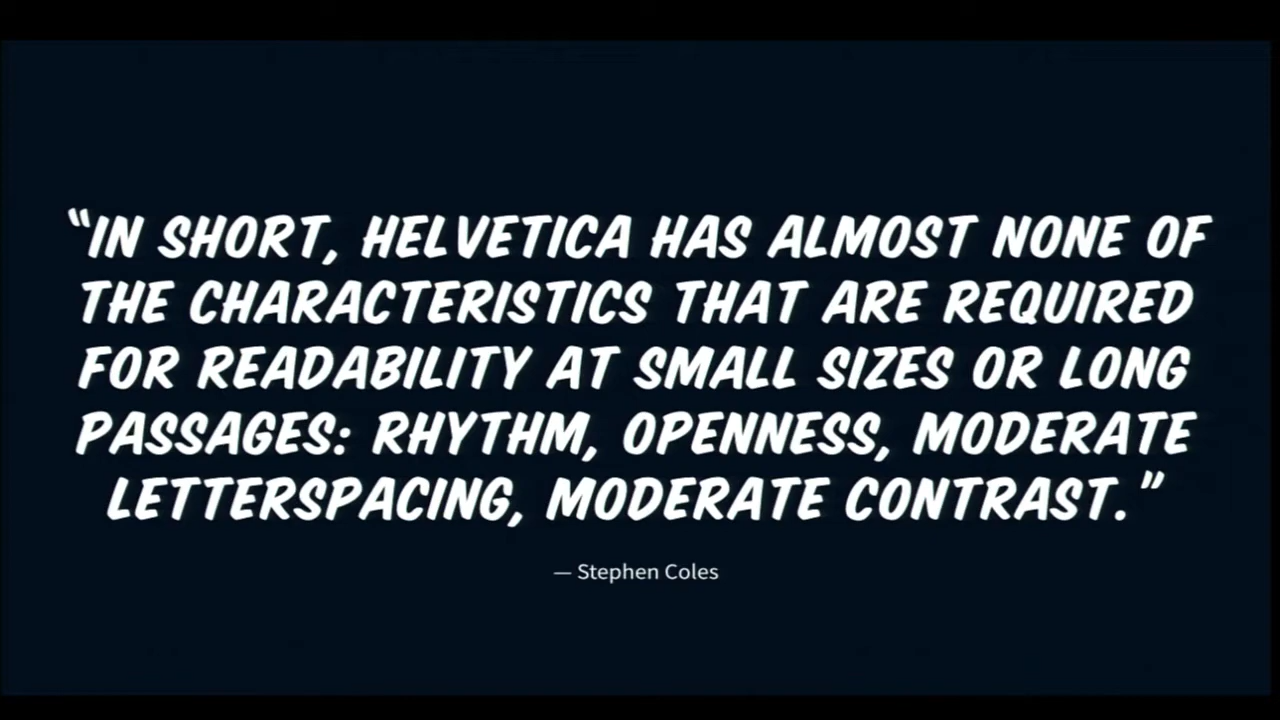 “IN SHORT, HELVETICA HAS ALMOST NONE OF
THE CHARACTERISTICS THAT ARE REQUIRED
FOR READABILITY AT SMALL SIZES OR LONG
PASSAGES: RHYTHM, OPENNESS, MODERATE
LETTERSPACING, MODERATE CONTRAST.”
— Stephen Coles